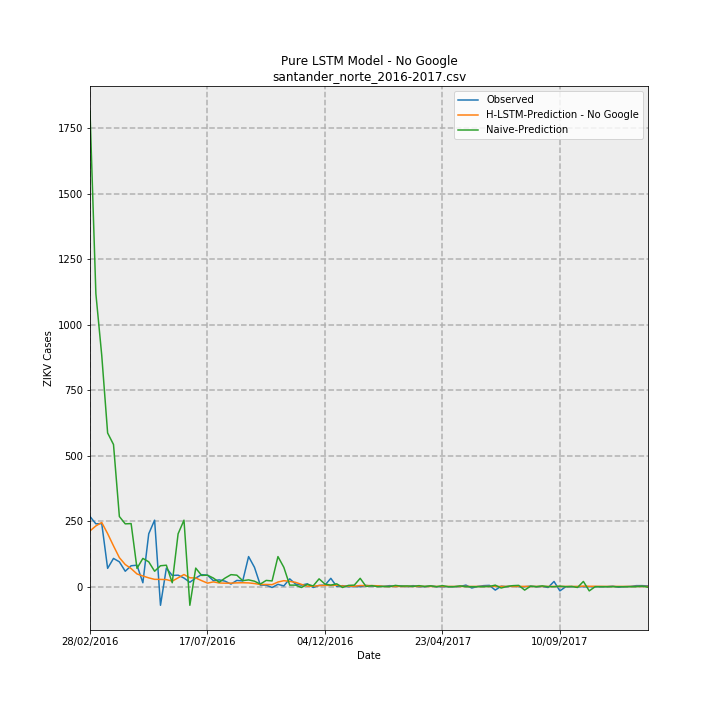 Pure LSTM Model - No Google
santander_norte_2016-2017.csv
Observed
H-LSTM-Prediction - No Google
Naive-Prediction
1750
1500
1250
1000
750
500
250
0
ZIKV Cases
28/02/2016
17/07/2016
04/12/2016
23/04/2017
10/09/2017
Date